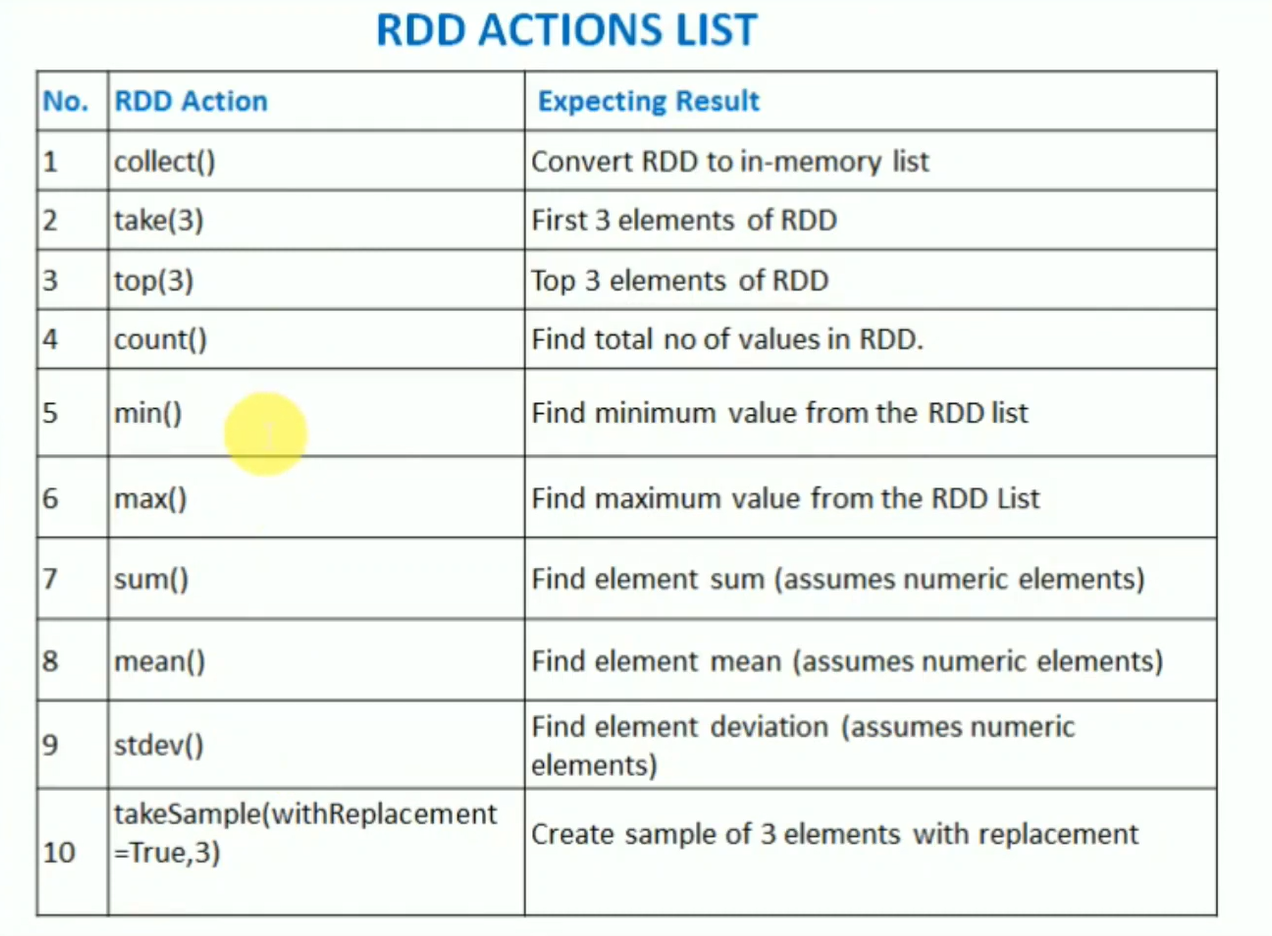 RDD ACTIONS LIST
No. RDD Action Expecting Result
1 collect() Convert RDD to in-memory list
2 take(3) First 3 elements of RDD
3 top(3) Top 3 elements of RDD
4 count() Find total no of values in RDD.
5 min() Find minimum value from the RDD list
6 max() Find maximum value from the RDD List
7 sum() Find element sum (assumes numeric elements)
8 mean() Find element mean (assumes numeric elements)
9 stdev() Find element deviation (assumes numeric
elements)
10 takeSample(withReplacement
=True,3) Create sample of 3 elements with replacement